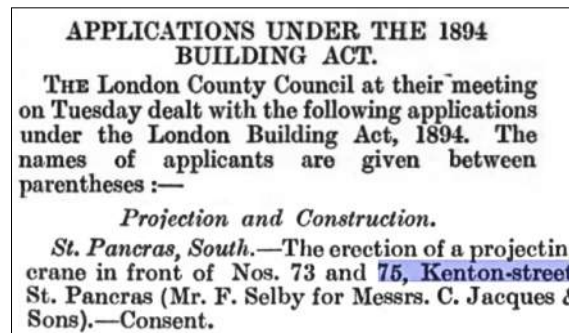 APPLICATIONS UNDER THE 1894
BUILDING ACT.
THE London County Council at their meeting
on Tuesday dealt with the following applications
under the London Building Act, 1894. The
names of applicants are given between
parentheses :—
Projection and Construction.
St. Pancras, South.—The erection of a projectin
crane in front of Nos. 73 and 75, Kenton-street
St. Pancras (Mr. F. Selby for Messrs. C. Jacques &
Sons).—Consent.